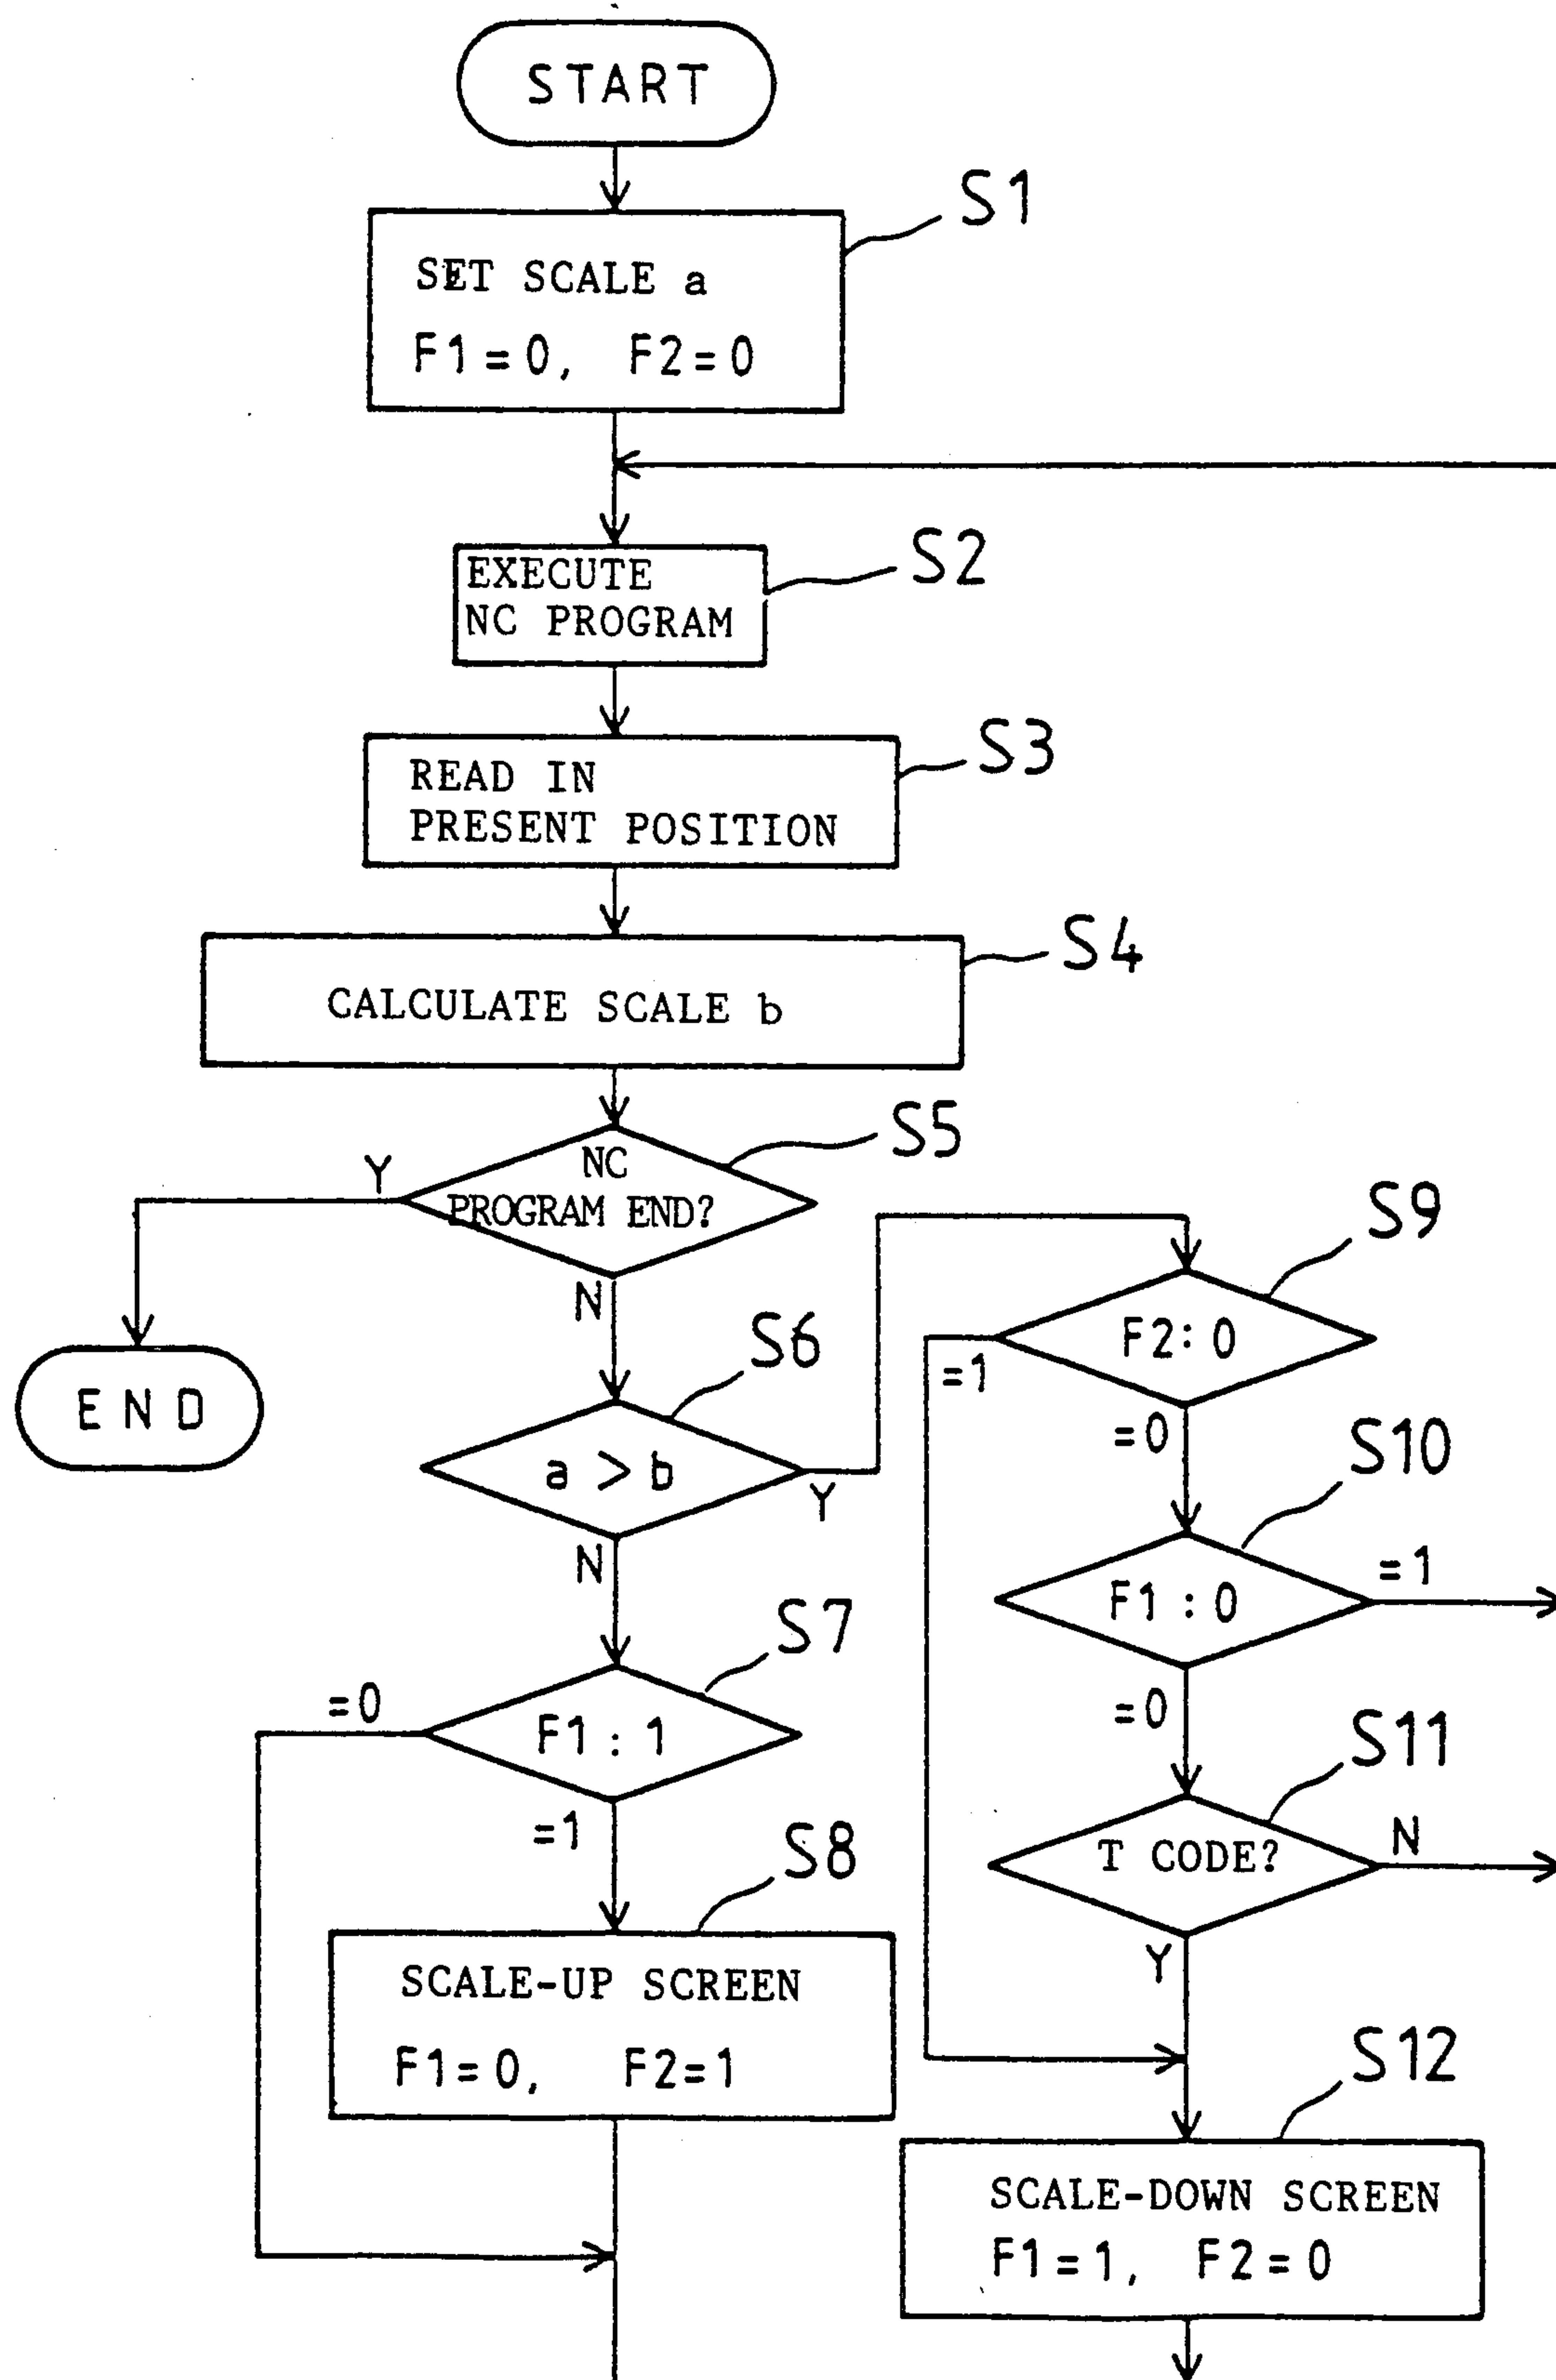 START
S1
SET SCALE a
F1=0, F2=0
S2
EXECUTE
NC PROGRAM
S3
READ IN
PRESENT POSITION
S4
CALCULATE SCALE b
S5
Y
NC
PROGRAM END?
N
END
S6
a > b
Y
N
S7
=0
F1 : 1
=1
S8
SCALE-UP SCREEN
F1=0, F2=1
S9
F2:0
=1
=0
S10
F1 : 0
=1
=0
S11
T CODE?
N
Y
S12
SCALE-DOWN SCREEN
F1=1, F2=0